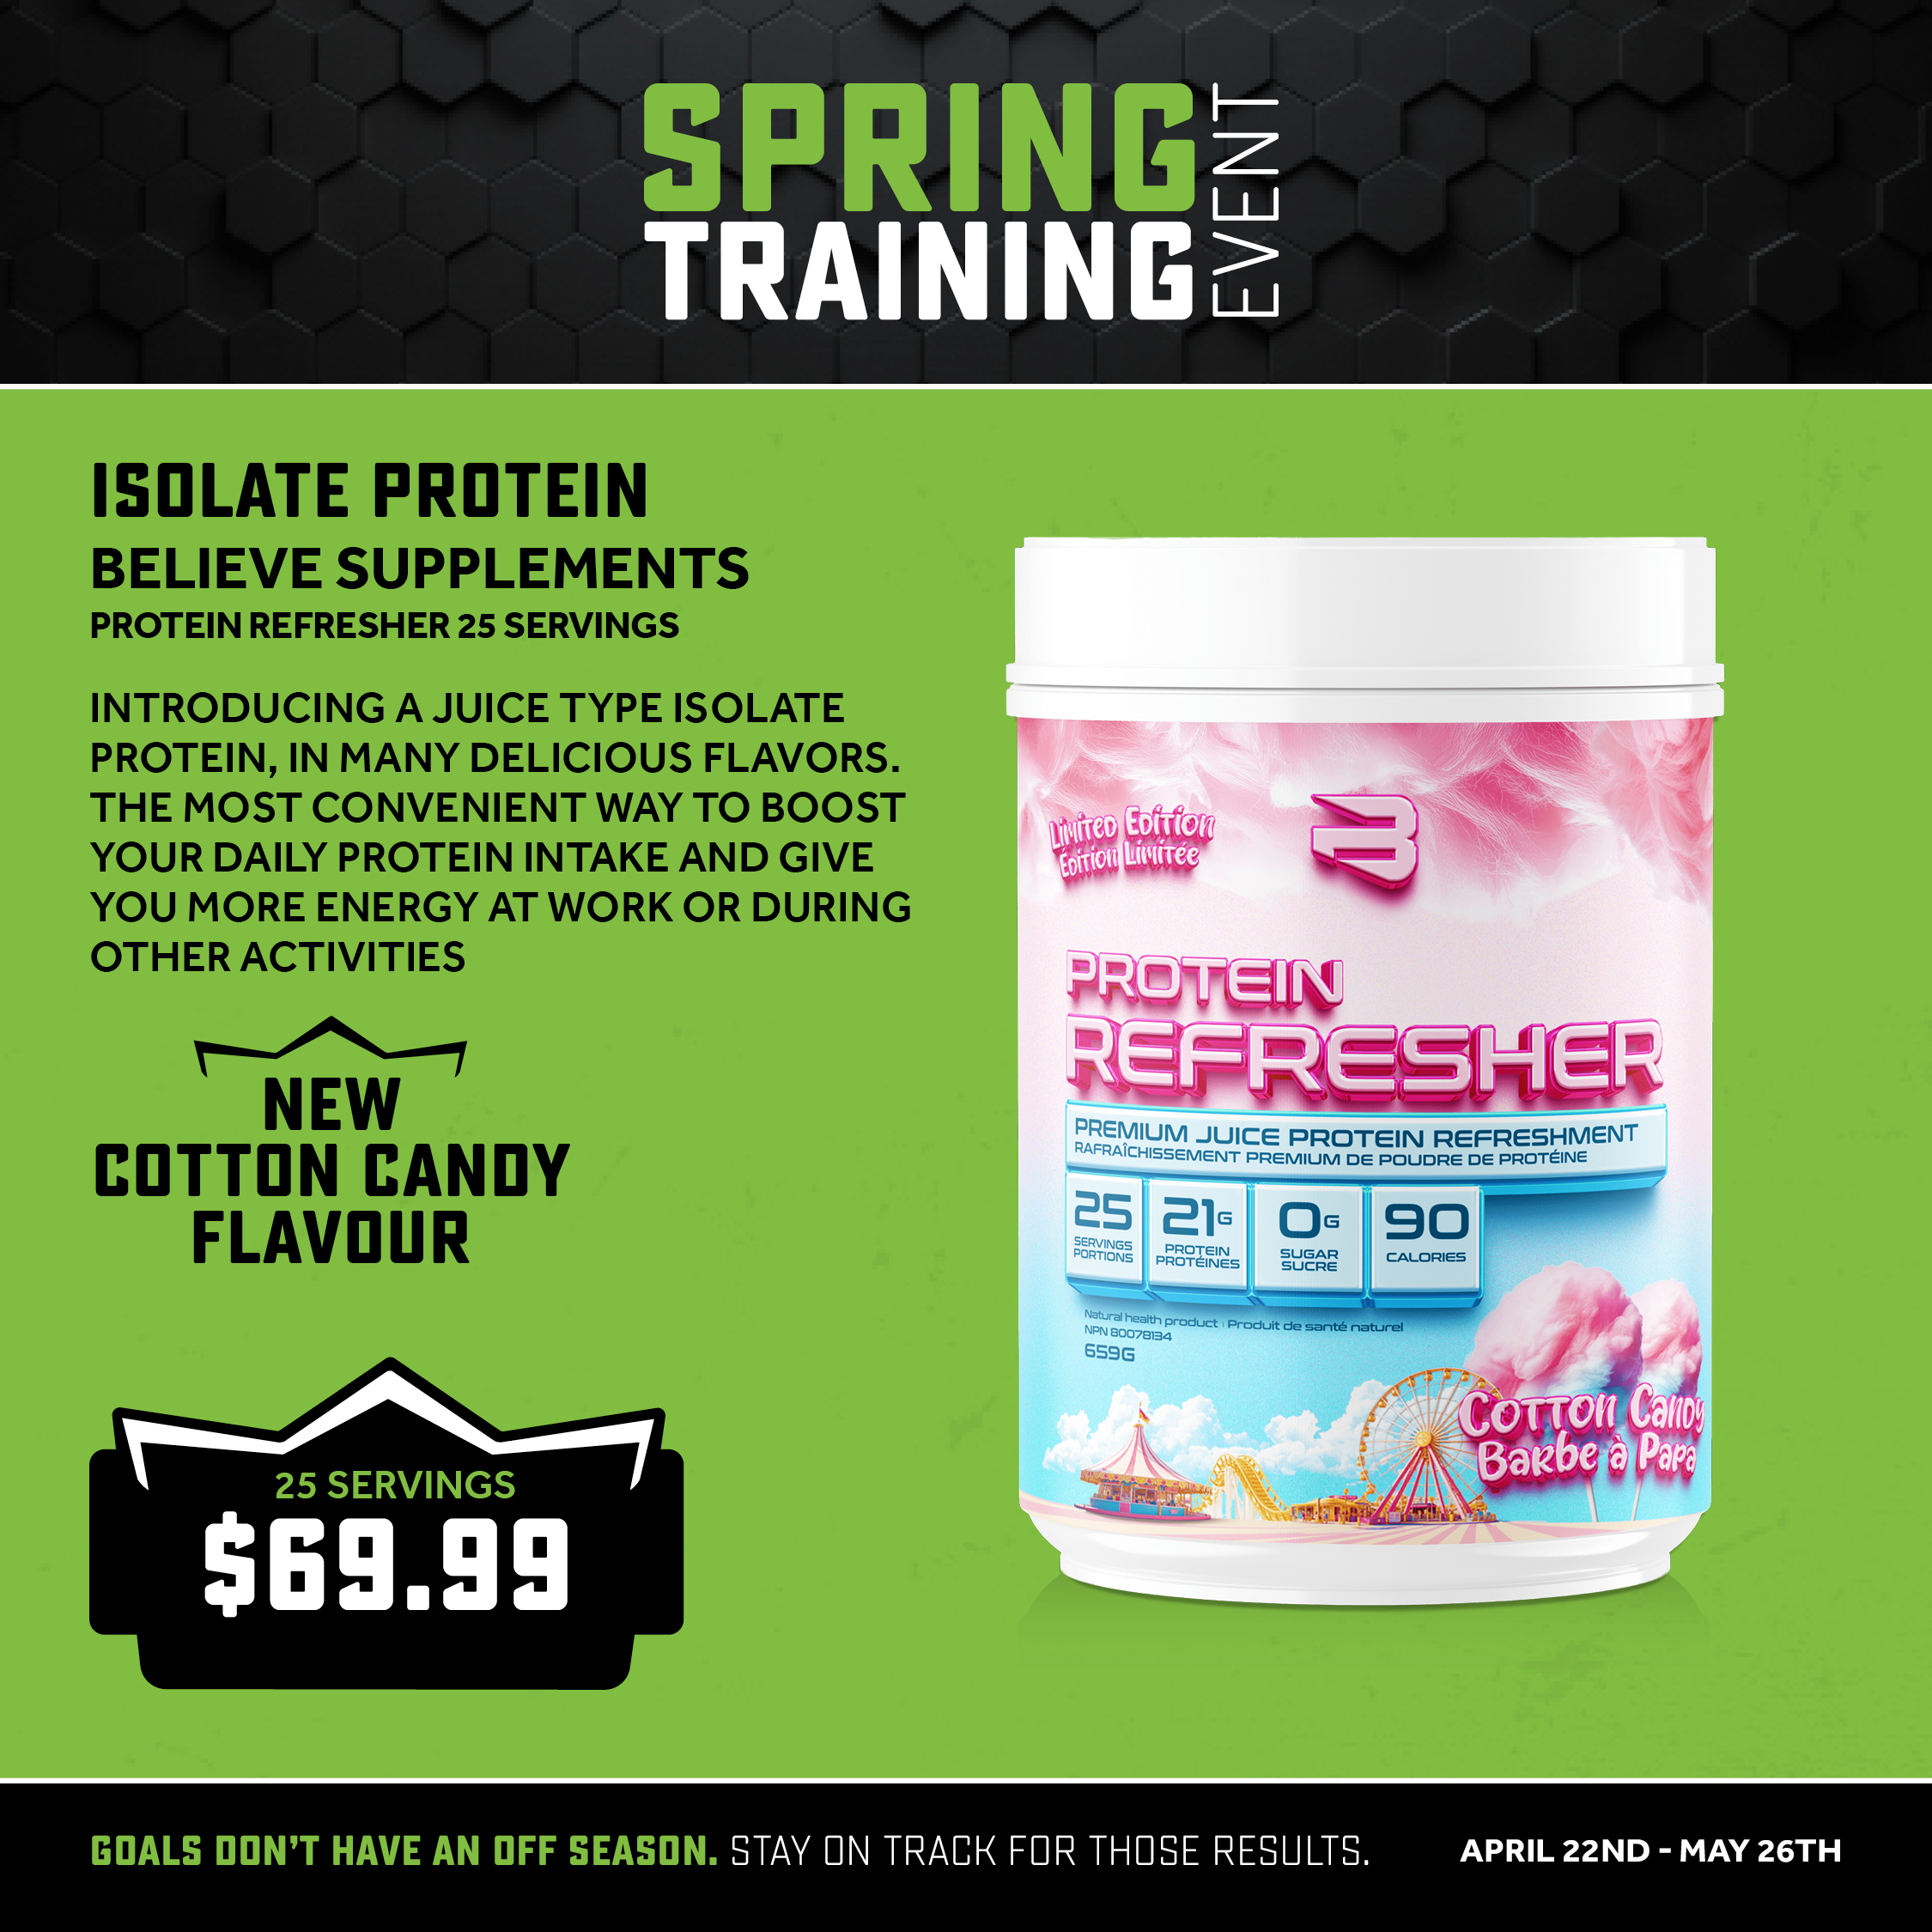 SPRING
TRAINING
EVENT
ISOLATE PROTEIN
BELIEVE SUPPLEMENTS
PROTEIN REFRESHER 25 SERVINGS
INTRODUCING A JUICE TYPE ISOLATE
PROTEIN, IN MANY DELICIOUS FLAVORS.
THE MOST CONVENIENT WAY TO BOOST
YOUR DAILY PROTEIN INTAKE AND GIVE
YOU MORE ENERGY AT WORK OR DURING
OTHER ACTIVITIES
NEW
COTTON CANDY
FLAVOUR
25 SERVINGS
$69.99
Limited Edition
Édition Limitée
B
PROTEIN
REFRESHER
PREMIUM JUICE PROTEIN REFRESHMENT
RAFRAÎCHISSEMENT PREMIUM DE POUDRE DE PROTÉINE
25
SERVINGS
PORTIONS
21G
PROTEIN
PROTÉINES
0G
SUGAR
SUCRE
90
CALORIES
Natural health product | Produit de santé naturel
NPN 80078134
659G
Cotton Candy
Barbe à Papa
GOALS DON'T HAVE AN OFF SEASON. STAY ON TRACK FOR THOSE RESULTS.
APRIL 22ND - MAY 26TH